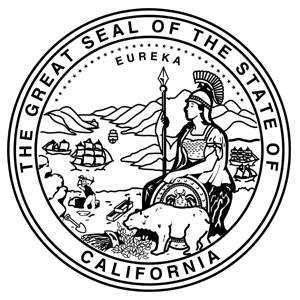 THE GREAT SEAL OF THE STATE OF
CALIFORNIA
EUREKA